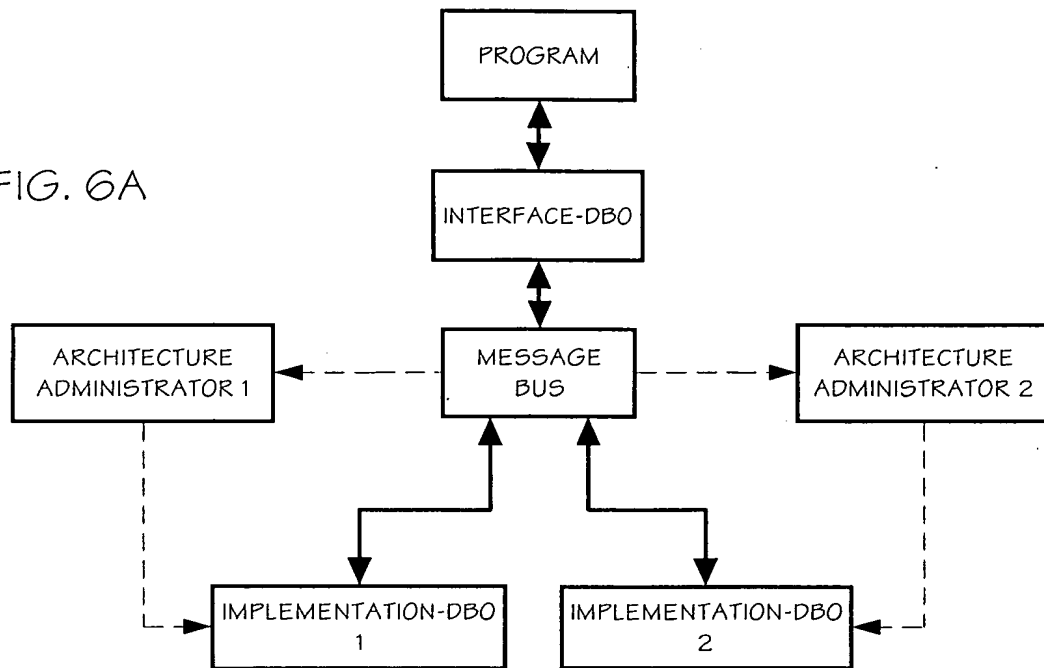 PROGRAM
FIG. 6A
INTERFACE-DBO
ARCHITECTURE
ADMINISTRATOR 1
MESSAGE
BUS
ARCHITECTURE
ADMINISTRATOR 2
IMPLEMENTATION-DBO
1
IMPLEMENTATION-DBO
2